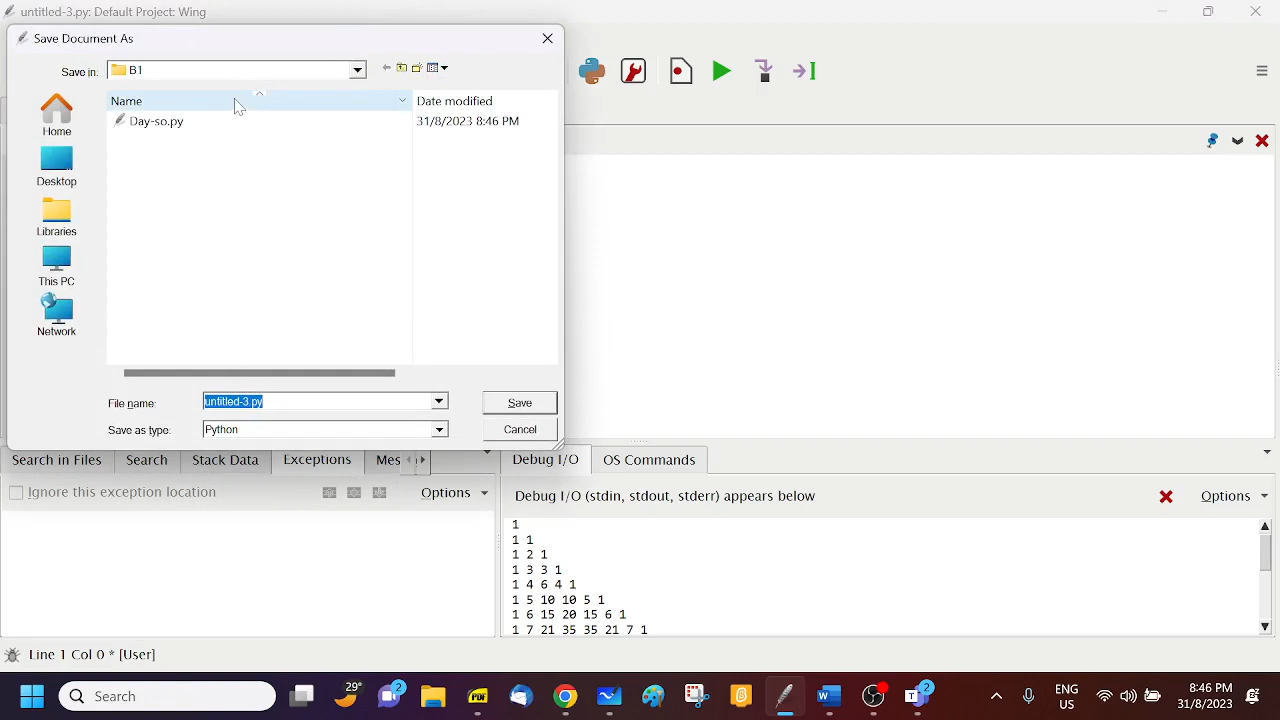 untitled-3.py: Default Project: Wing
Save Document As
Save in:
B1
Name
Date modified
Day-so.py
31/8/2023 8:46 PM
Home
Desktop
Libraries
This PC
Network
File name:
untitled-3.py
Save
Save as type:
Python
Cancel
Search in Files
Search
Stack Data
Exceptions
Mes
Debug I/O
OS Commands
Ignore this exception location
Options
Debug I/O (stdin, stdout, stderr) appears below
Options
1
1 1
1 2 1
1 3 3 1
1 4 6 4 1
1 5 10 10 5 1
1 6 15 20 15 6 1
1 7 21 35 35 21 7 1
Line 1 Col 0 * [User]
Search
29°
2
PDF
2
ENG
US
8:46 PM
31/8/2023